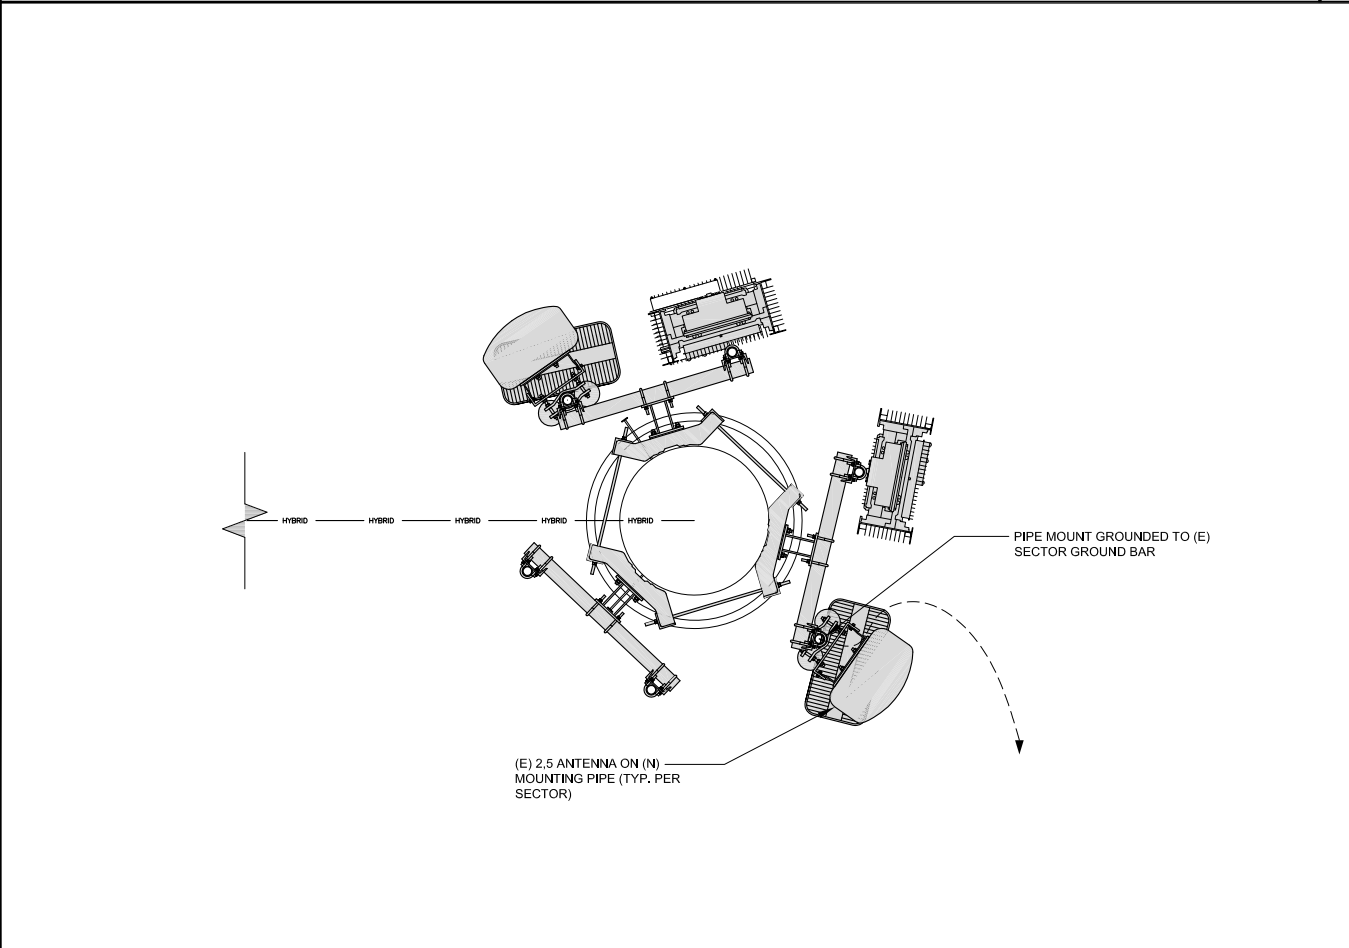 HYBRID HYBRID HYBRID HYBRID HYBRID
PIPE MOUNT GROUNDED TO (E)
SECTOR GROUND BAR
(E) 2,5 ANTENNA ON (N)
MOUNTING PIPE (TYP. PER
SECTOR)